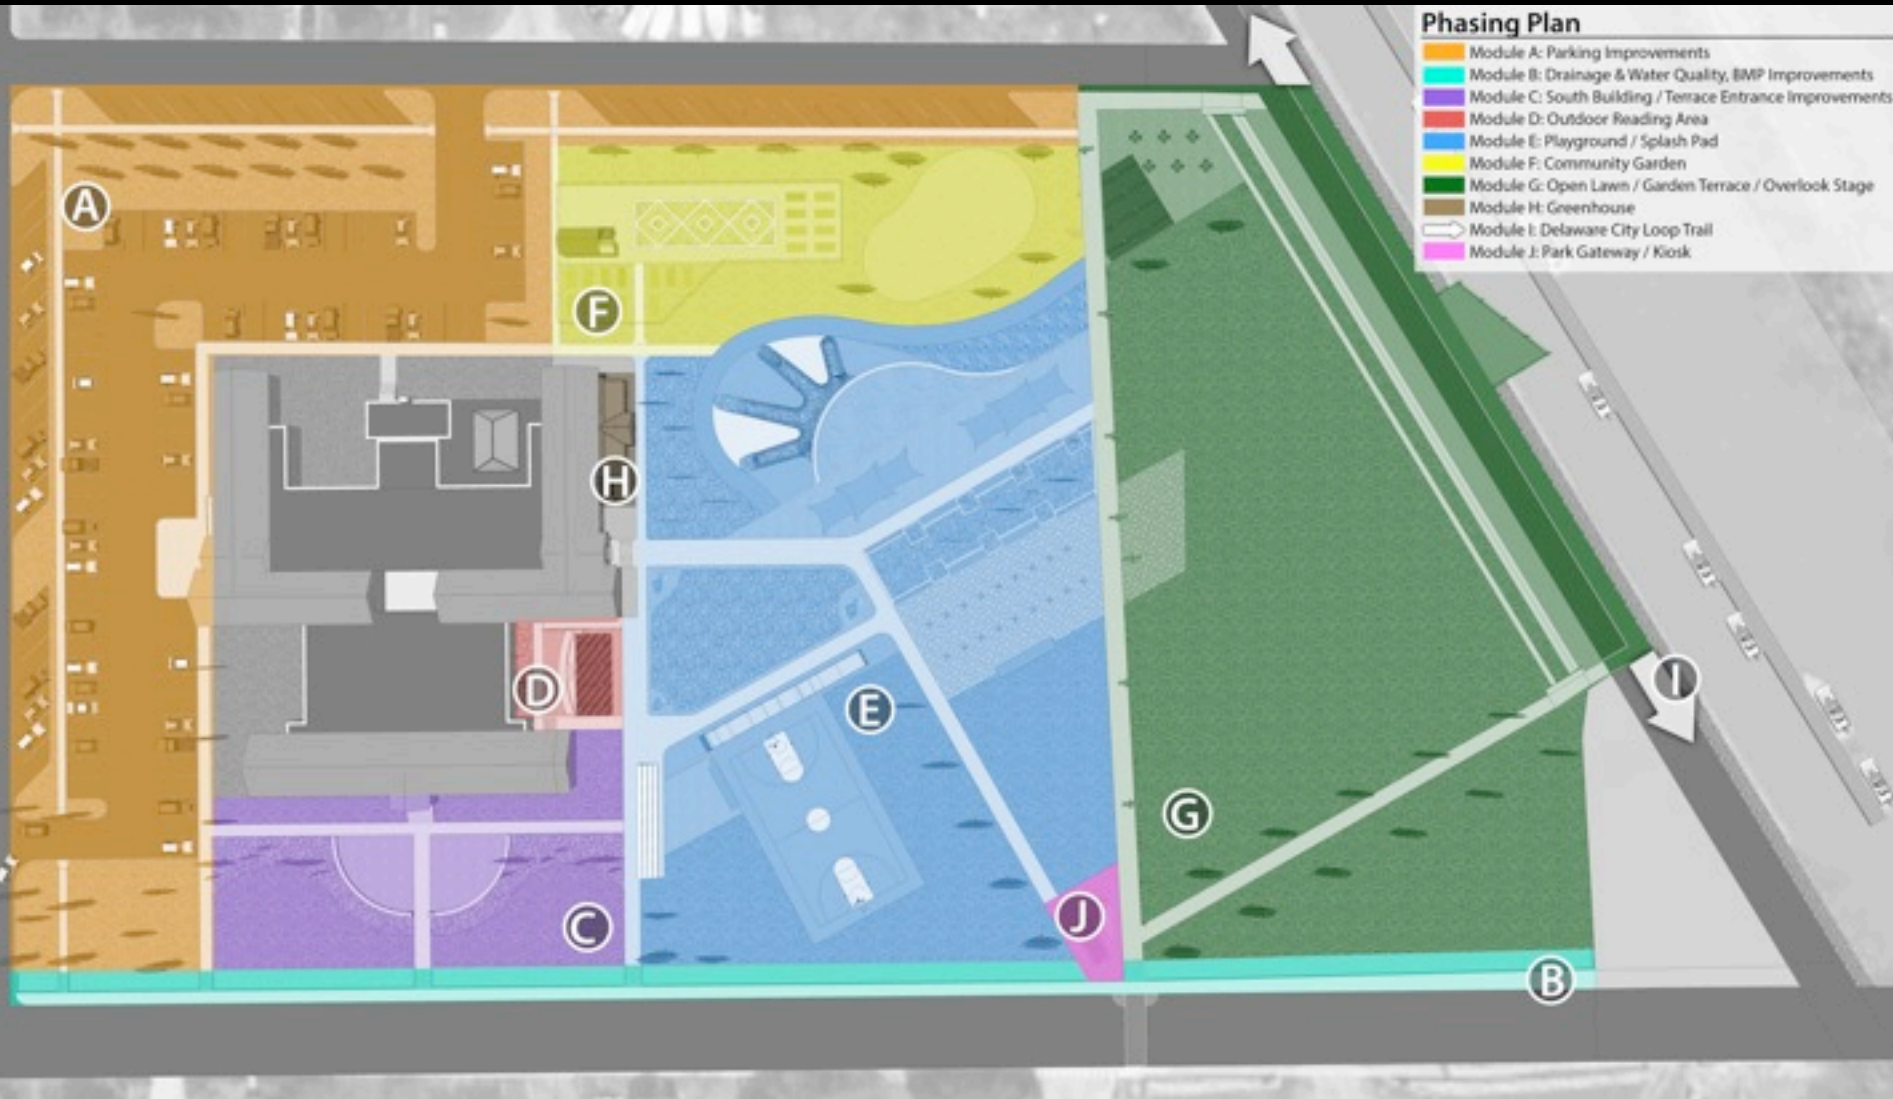 Phasing Plan
Module A: Parking Improvements
Module B: Drainage & Water Quality, BMP Improvements
Module C: South Building / Terrace Entrance Improvements
Module D: Outdoor Reading Area
Module E: Playground / Splash Pad
Module F: Community Garden
Module G: Open Lawn / Garden Terrace / Overlook Stage
Module H: Greenhouse
Module I: Delaware City Loop Trail
Module J: Park Gateway / Kiosk
A
F
H
D
I
E
G
C
J
B